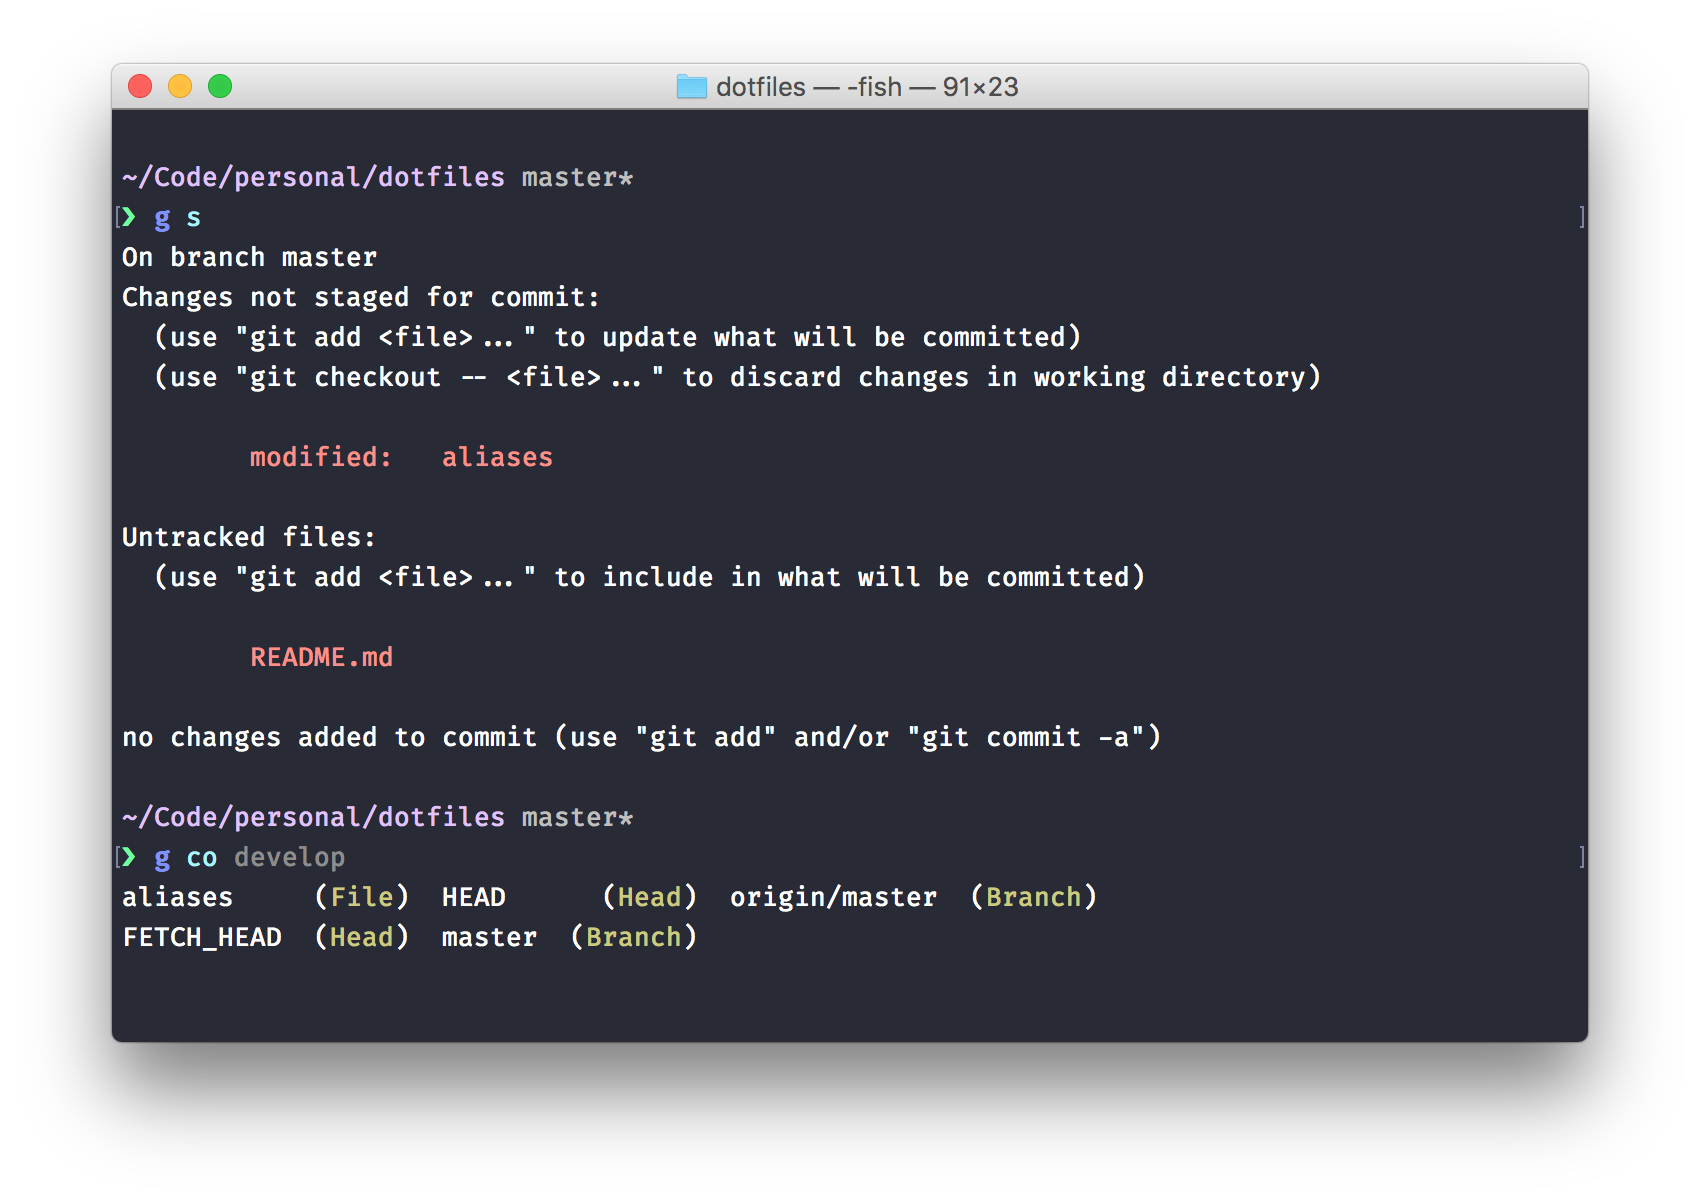 dotfiles — -fish — 91×23
~/Code/personal/dotfiles master*
[❯ g s ]
On branch master
Changes not staged for commit:
  (use "git add <file>..." to update what will be committed)
  (use "git checkout -- <file>..." to discard changes in working directory)
        modified:   aliases
Untracked files:
  (use "git add <file>..." to include in what will be committed)
        README.md
no changes added to commit (use "git add" and/or "git commit -a")
~/Code/personal/dotfiles master*
[❯ g co develop ]
aliases     (File)  HEAD      (Head)  origin/master  (Branch)
FETCH_HEAD  (Head)  master  (Branch)